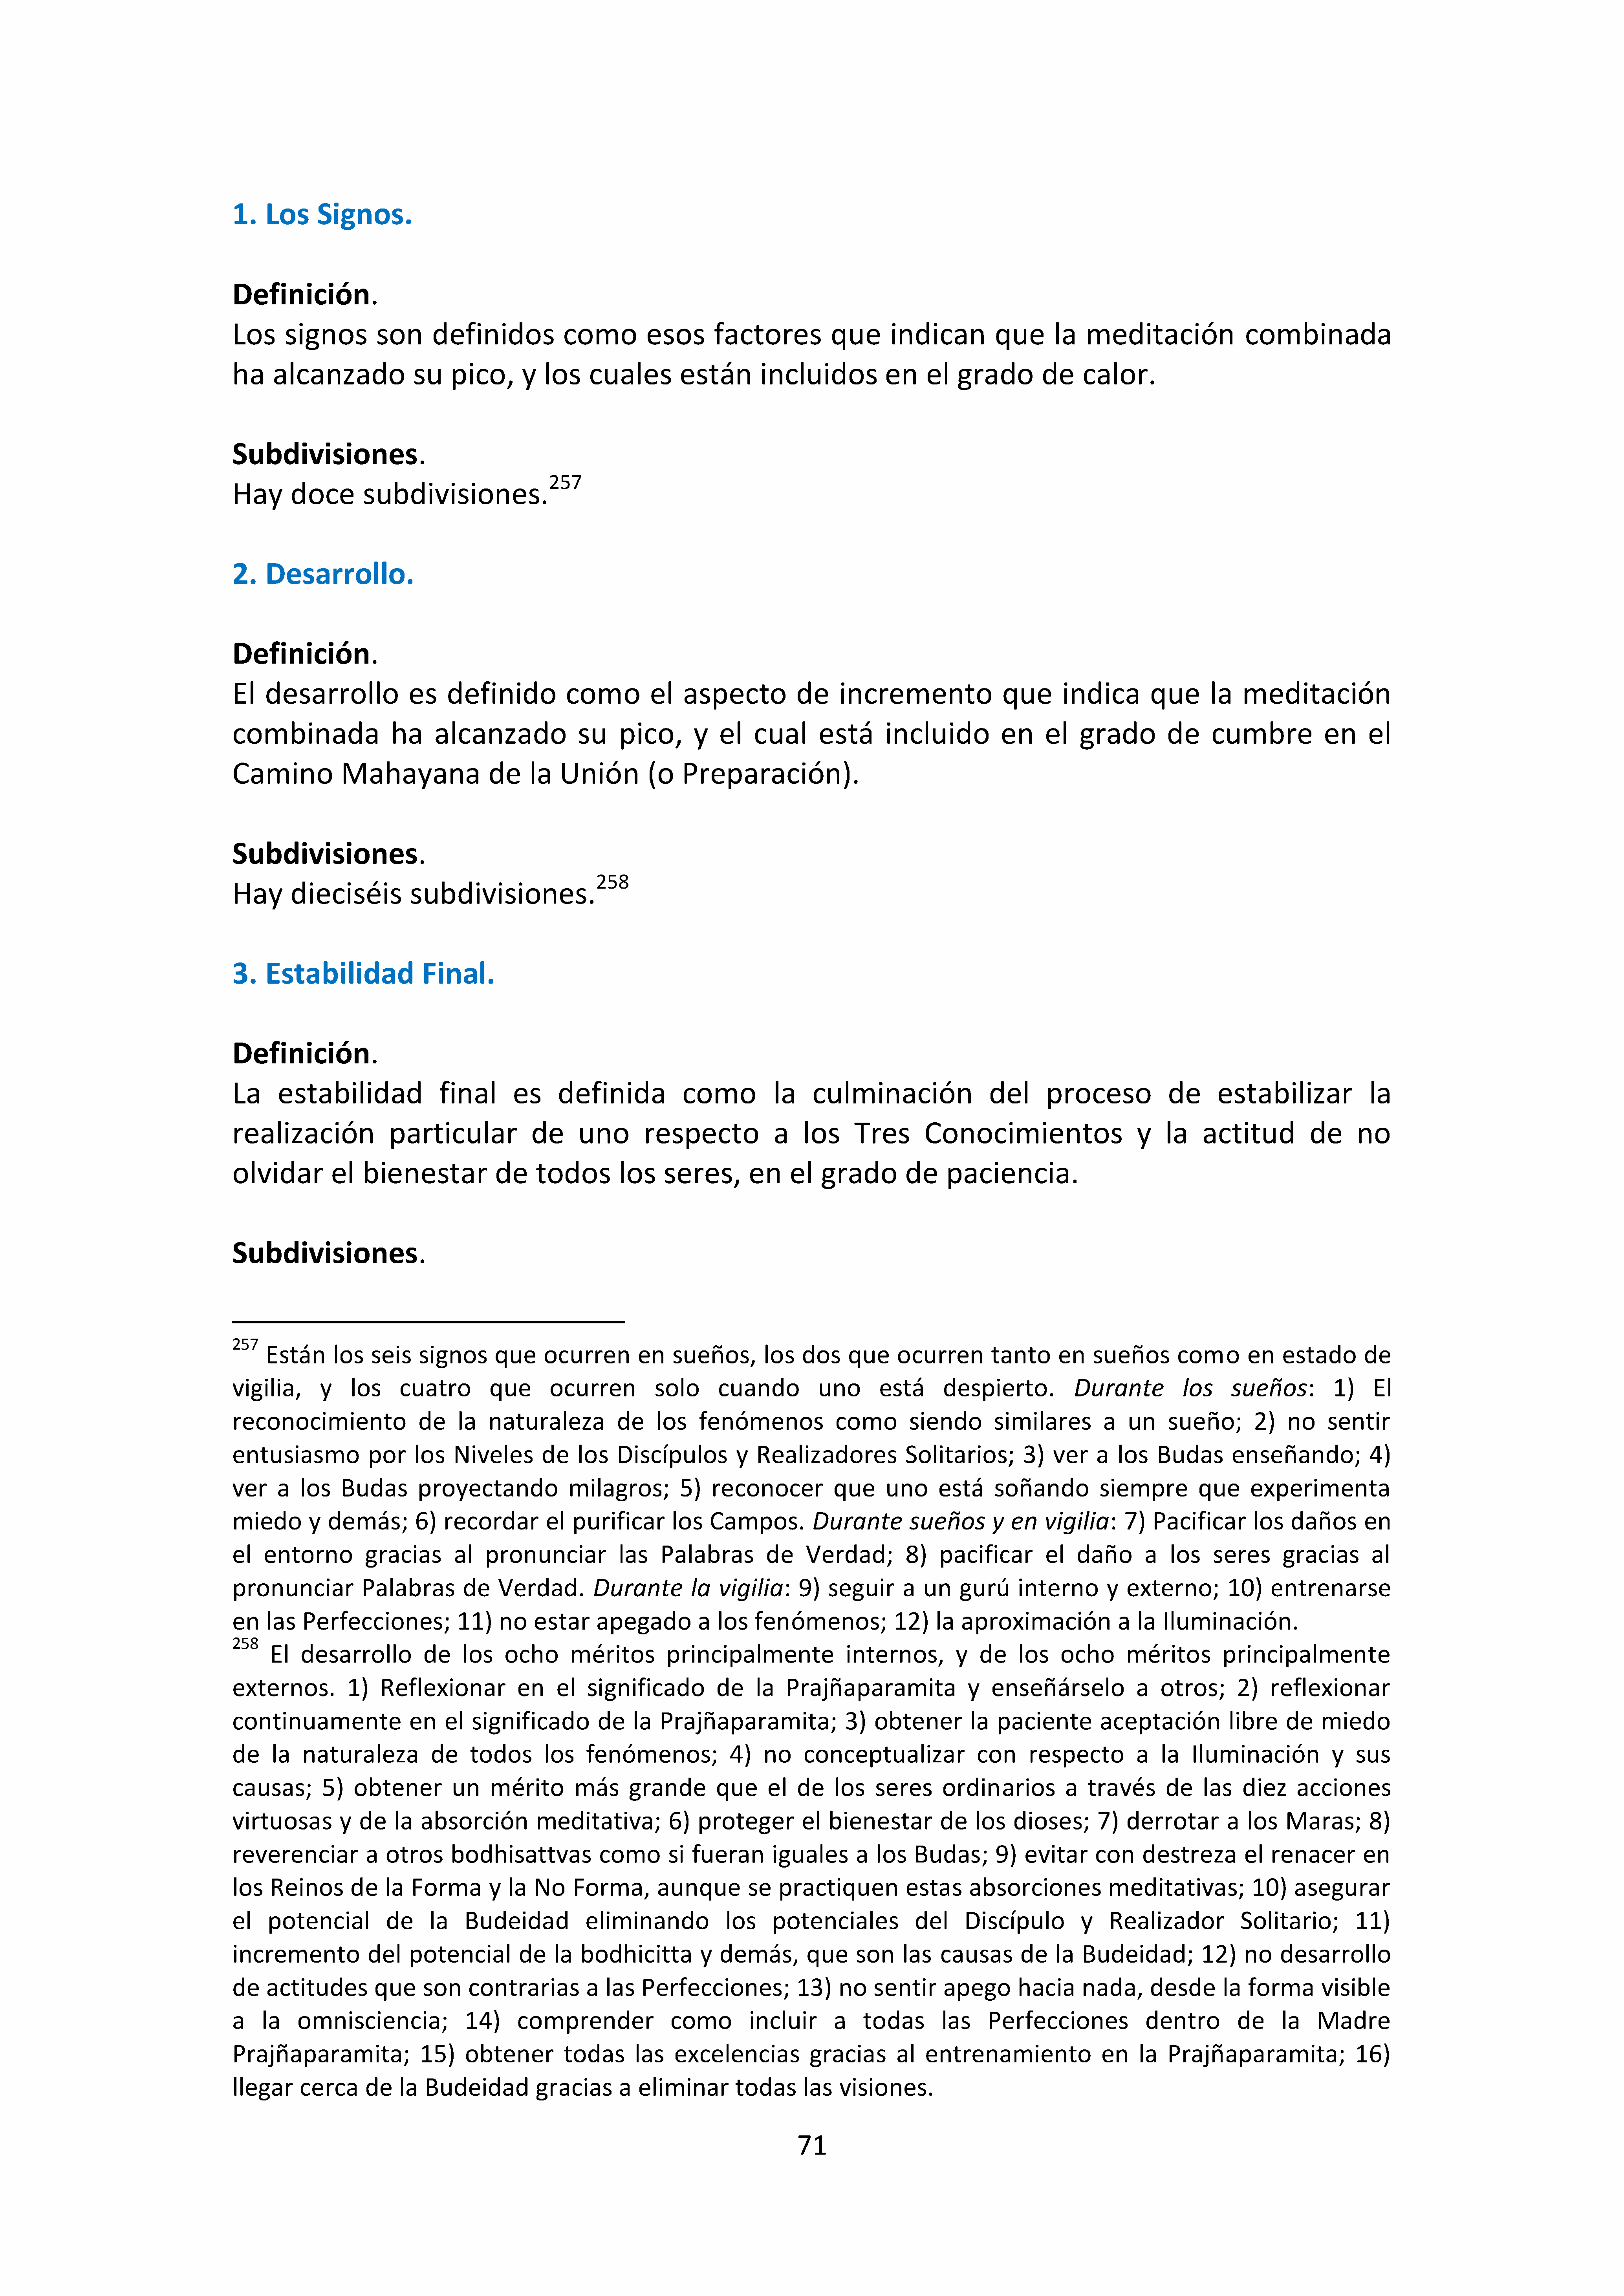 1. Los Signos.
Definición.
Los signos son definidos como esos factores que indican que la meditación combinada
ha alcanzado su pico, y los cuales están incluidos en el grado de calor.
Subdivisiones.
Hay doce subdivisiones.257
2. Desarrollo.
Definición.
El desarrollo es definido como el aspecto de incremento que indica que la meditación
combinada ha alcanzado su pico, y el cual está incluido en el grado de cumbre en el
Camino Mahayana de la Unión (o Preparación).
Subdivisiones.
Hay dieciséis subdivisiones.258
3. Estabilidad Final.
Definición.
La estabilidad final es definida como la culminación del proceso de estabilizar la
realización particular de uno respecto a los Tres Conocimientos y la actitud de no
olvidar el bienestar de todos los seres, en el grado de paciencia.
Subdivisiones.
257 Están los seis signos que ocurren en sueños, los dos que ocurren tanto en sueños como en estado de
vigilia, y los cuatro que ocurren solo cuando uno está despierto. Durante los sueños: 1) El
reconocimiento de la naturaleza de los fenómenos como siendo similares a un sueño; 2) no sentir
entusiasmo por los Niveles de los Discípulos y Realizadores Solitarios; 3) ver a los Budas enseñando; 4)
ver a los Budas proyectando milagros; 5) reconocer que uno está soñando siempre que experimenta
miedo y demás; 6) recordar el purificar los Campos. Durante sueños y en vigilia: 7) Pacificar los daños en
el entorno gracias al pronunciar las Palabras de Verdad; 8) pacificar el daño a los seres gracias al
pronunciar Palabras de Verdad. Durante la vigilia: 9) seguir a un gurú interno y externo; 10) entrenarse
en las Perfecciones; 11) no estar apegado a los fenómenos; 12) la aproximación a la Iluminación.
258 El desarrollo de los ocho méritos principalmente internos, y de los ocho méritos principalmente
externos. 1) Reflexionar en el significado de la Prajñaparamita y enseñárselo a otros; 2) reflexionar
continuamente en el significado de la Prajñaparamita; 3) obtener la paciente aceptación libre de miedo
de la naturaleza de todos los fenómenos; 4) no conceptualizar con respecto a la Iluminación y sus
causas; 5) obtener un mérito más grande que el de los seres ordinarios a través de las diez acciones
virtuosas y de la absorción meditativa; 6) proteger el bienestar de los dioses; 7) derrotar a los Maras; 8)
reverenciar a otros bodhisattvas como si fueran iguales a los Budas; 9) evitar con destreza el renacer en
los Reinos de la Forma y la No Forma, aunque se practiquen estas absorciones meditativas; 10) asegurar
el potencial de la Budeidad eliminando los potenciales del Discípulo y Realizador Solitario; 11)
incremento del potencial de la bodhicitta y demás, que son las causas de la Budeidad; 12) no desarrollo
de actitudes que son contrarias a las Perfecciones; 13) no sentir apego hacia nada, desde la forma visible
a la omnisciencia; 14) comprender como incluir a todas las Perfecciones dentro de la Madre
Prajñaparamita; 15) obtener todas las excelencias gracias al entrenamiento en la Prajñaparamita; 16)
llegar cerca de la Budeidad gracias a eliminar todas las visiones.
71